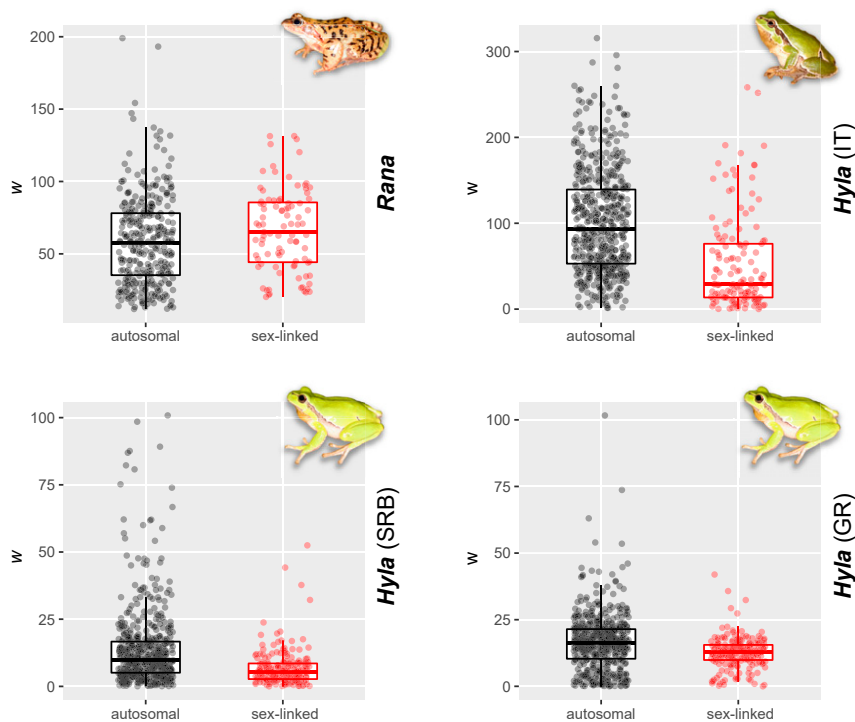 200
150
100
50
w
autosomal
sex-linked
Rana
300
200
100
0
w
autosomal
sex-linked
Hyla (IT)
100
75
50
25
0
w
autosomal
sex-linked
Hyla (SRB)
100
75
50
25
0
w
autosomal
sex-linked
Hyla (GR)